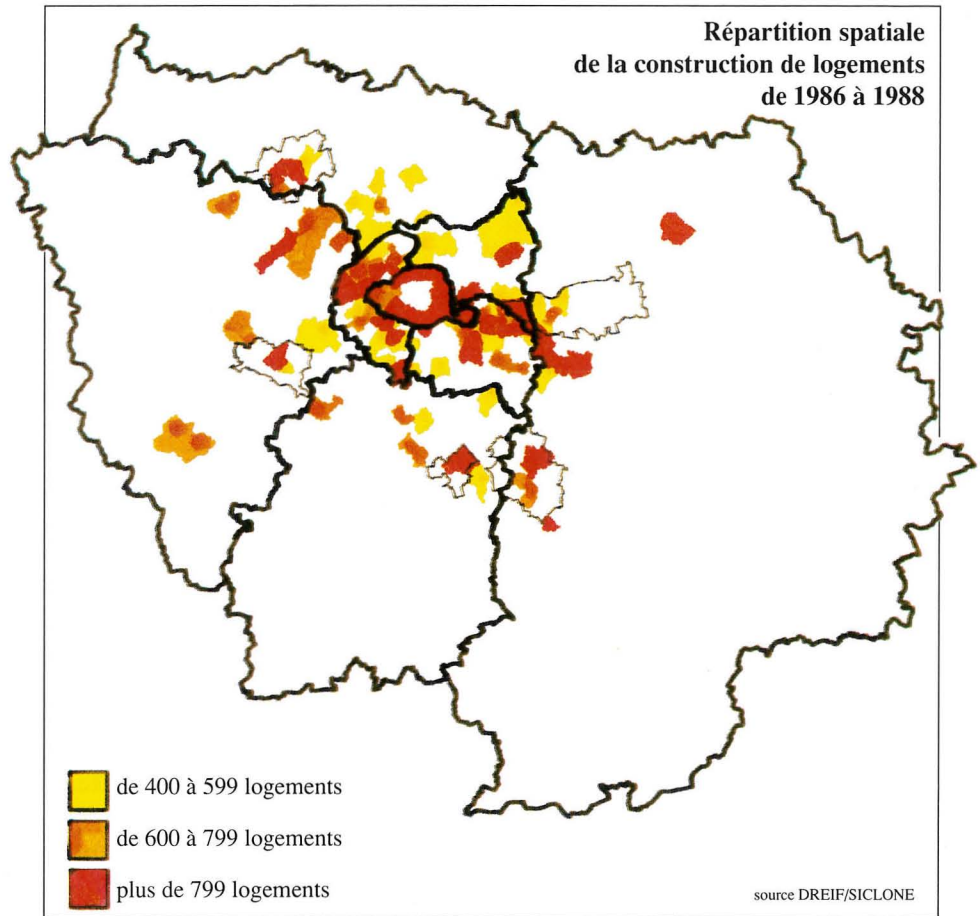 Répartition spatiale
de la construction de logements
de 1986 à 1988
de 400 à 599 logements
de 600 à 799 logements
plus de 799 logements
source DREIF/SICLONE